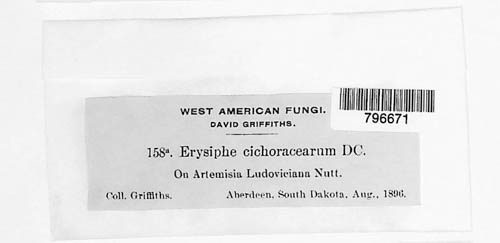 WEST AMERICAN FUNGI.
DAVID GRIFFITHS.
796671
158a. Erysiphe cichoracearum DC.
On Artemisia Ludoviciana Nutt.
Coll. Griffiths. Aberdeen, South Dakota, Aug., 1896.